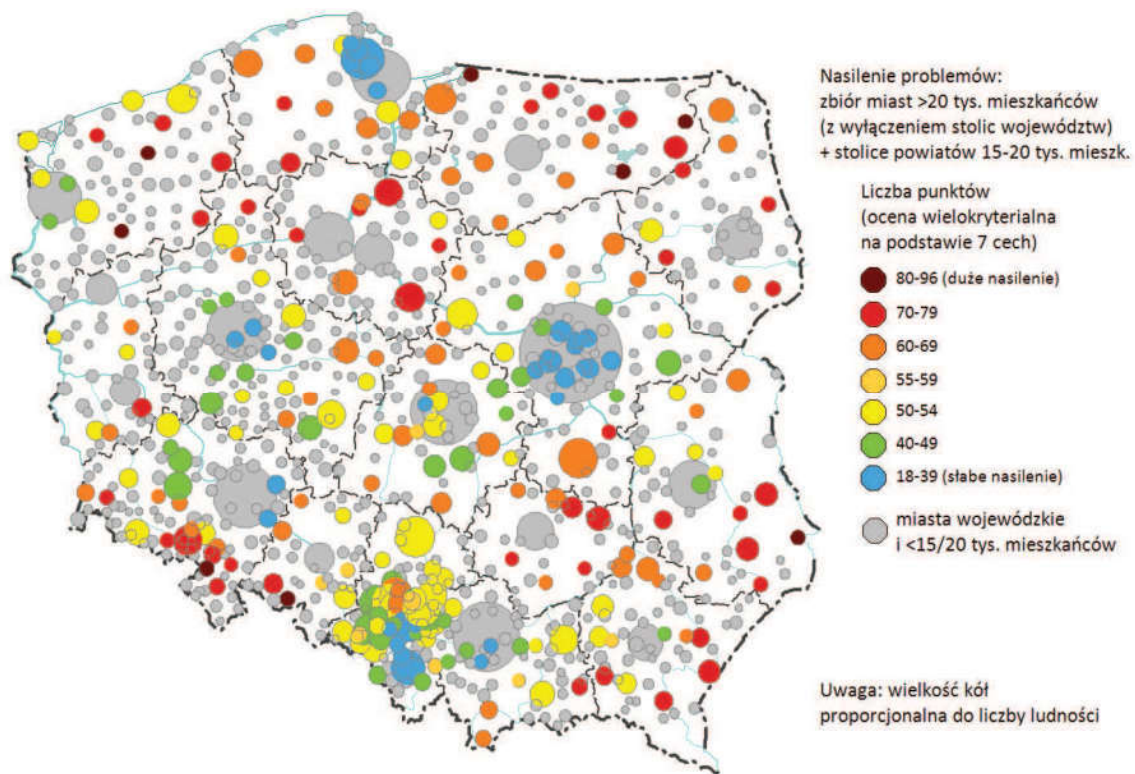 Nasilenie problemów:
zbiór miast >20 tys. mieszkańców
(z wyłączeniem stolic województw)
+ stolice powiatów 15-20 tys. mieszk.
Liczba punktów
(ocena wielokryterialna
na podstawie 7 cech)
80-96 (duże nasilenie)
70-79
60-69
55-59
50-54
40-49
18-39 (słabe nasilenie)
miasta wojewódzkie
i <15/20 tys. mieszkańców
Uwaga: wielkość kół
proporcjonalna do liczby ludności